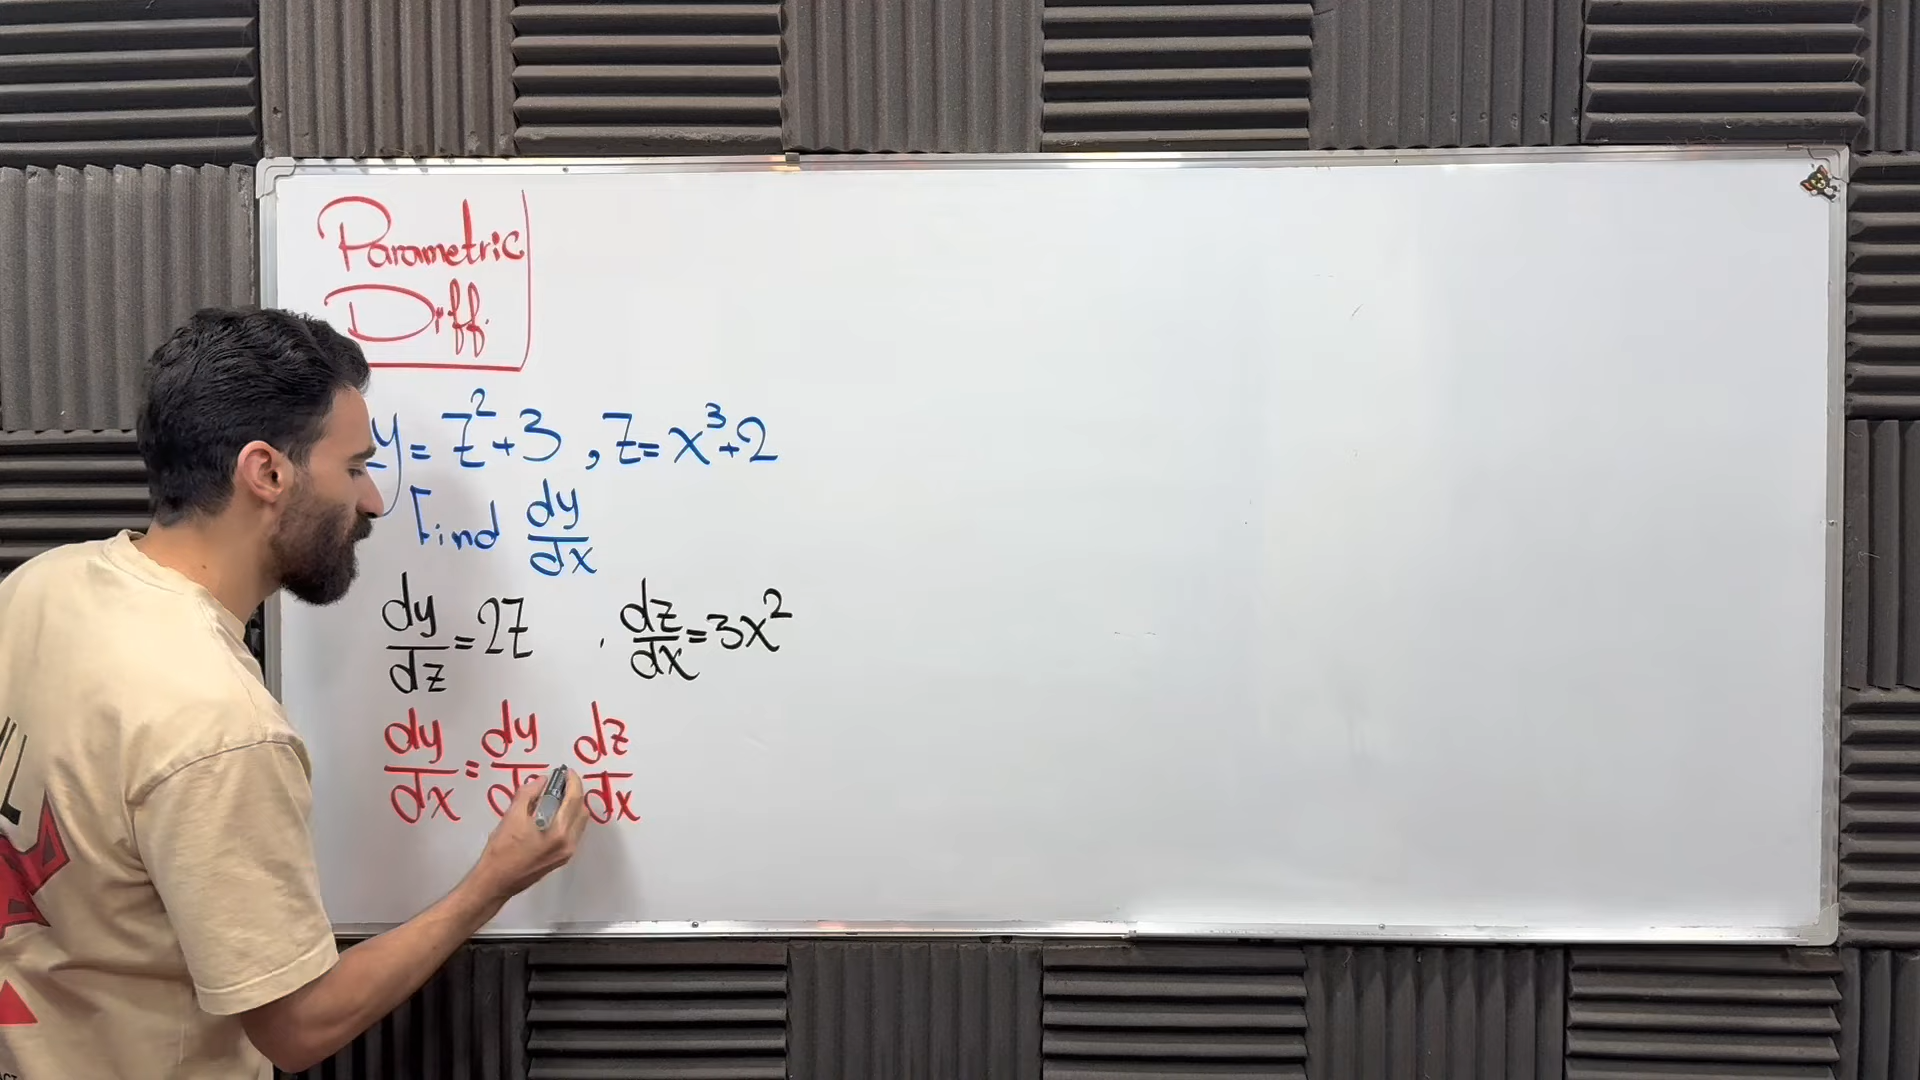 Parametric
Diff.
y = z² + 3 , z = x³ + 2
Find dy/dx
dy/dz = 2z , dz/dx = 3x²
dy/dx = dy/ dz/dx